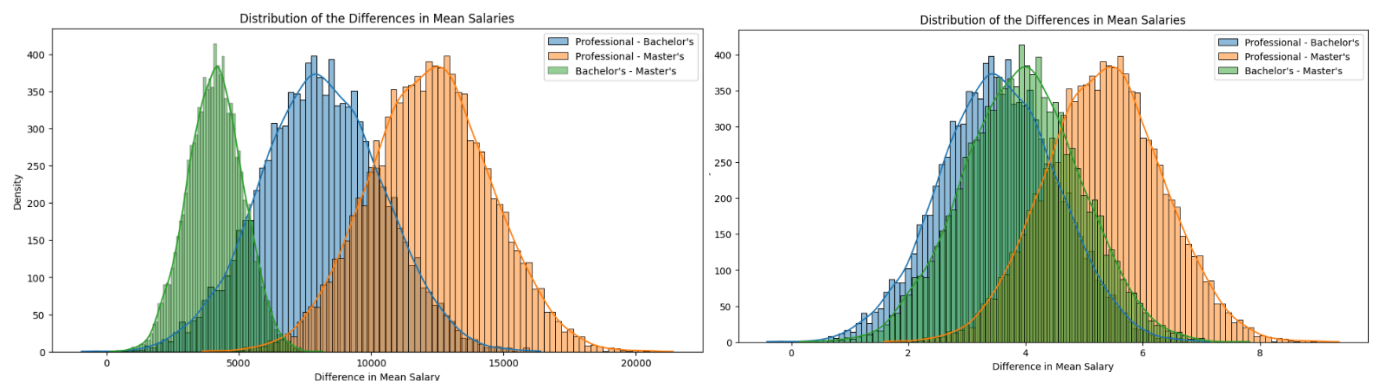 Distribution of the Differences in Mean Salaries
Professional - Bachelor's
Professional - Master's
Bachelor's - Master's
400
350
300
250
200
150
100
50
0
Density
0
5000
10000
15000
20000
Difference in Mean Salary
Distribution of the Differences in Mean Salaries
Professional - Bachelor's
Professional - Master's
Bachelor's - Master's
400
350
300
250
200
150
100
50
0
0
2
4
6
8
Difference in Mean Salary